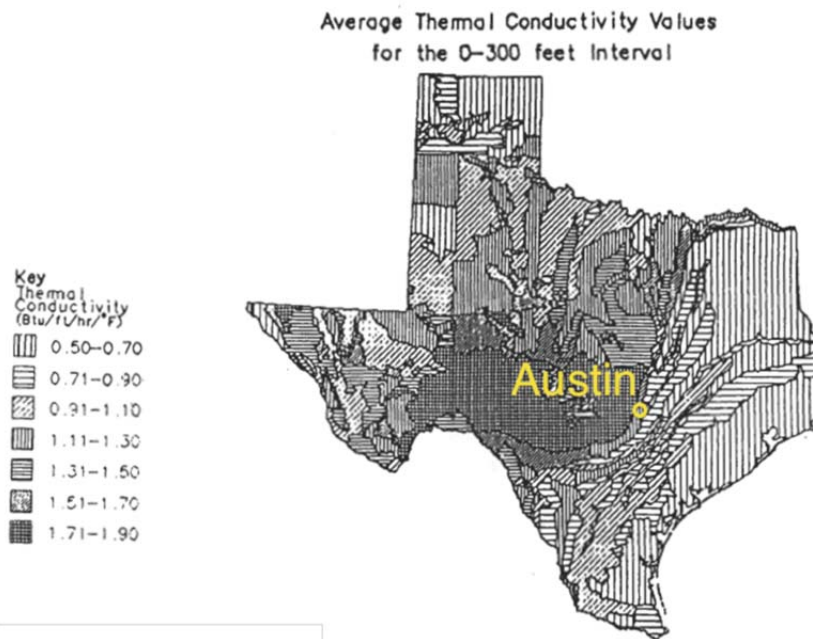 Average Thermal Conductivity Values
for the 0-300 feet Interval
Key
Thermal
Conductivity
(Btu/ft/hr/°F)
0.50-0.70
0.71-0.90
0.91-1.10
1.11-1.30
1.31-1.50
1.51-1.70
1.71-1.90
Austin